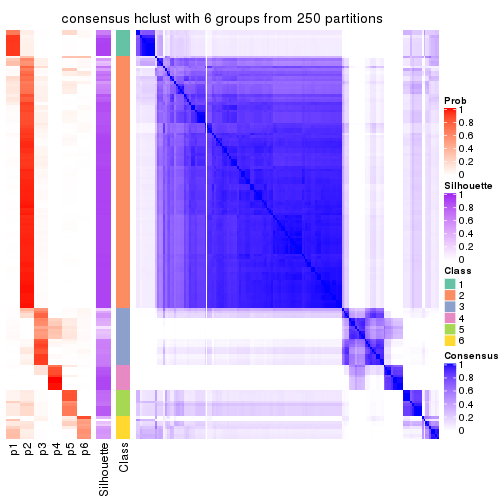 consensus hclust with 6 groups from 250 partitions
Prob
1
0.8
0.6
0.4
0.2
0
Silhouette
1
0.8
0.6
0.4
0.2
0
Class
1
2
3
4
5
6
Consensus
1
0.8
0.6
0.4
0.2
0
p1
p2
p3
p4
p5
p6
Silhouette
Class